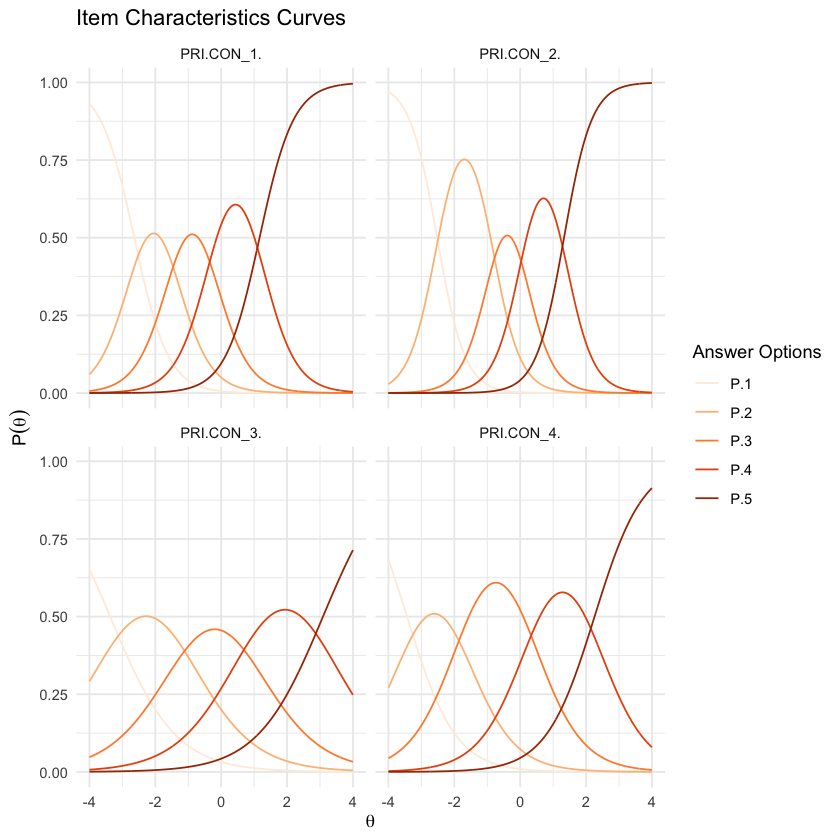 Item Characteristics Curves
PRI.CON_1.
PRI.CON_2.
1.00
0.75
0.50
0.25
0.00
P(θ)
PRI.CON_3.
PRI.CON_4.
1.00
0.75
0.50
0.25
0.00
-4 -2 0 2 4
-4 -2 0 2 4
θ
Answer Options
P.1
P.2
P.3
P.4
P.5